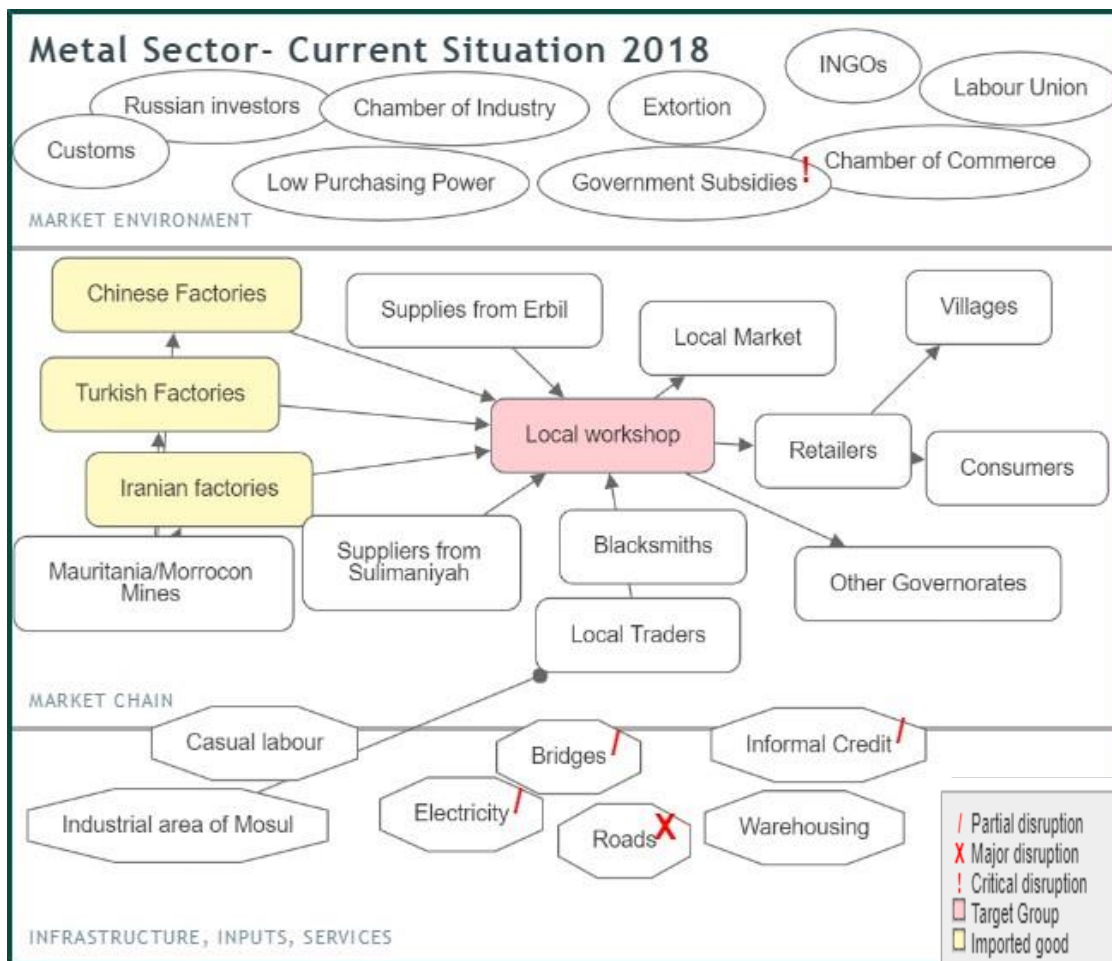 Metal Sector- Current Situation 2018
INGOs
Labour Union
Russian investors
Chamber of Industry
Extortion
Customs
Chamber of Commerce
Low Purchasing Power
Government Subsidies!
MARKET ENVIRONMENT
Chinese Factories
Supplies from Erbil
Villages
Local Market
Turkish Factories
Local workshop
Retailers
Consumers
Iranian factories
Mauritania/Morrocon
Mines
Suppliers from
Sulimaniyah
Blacksmiths
Other Governorates
Local Traders
MARKET CHAIN
Casual labour
Bridges /
Informal Credit /
Industrial area of Mosul
Electricity /
Roads X
Warehousing
/ Partial disruption
X Major disruption
! Critical disruption
Target Group
Imported good
INFRASTRUCTURE, INPUTS, SERVICES